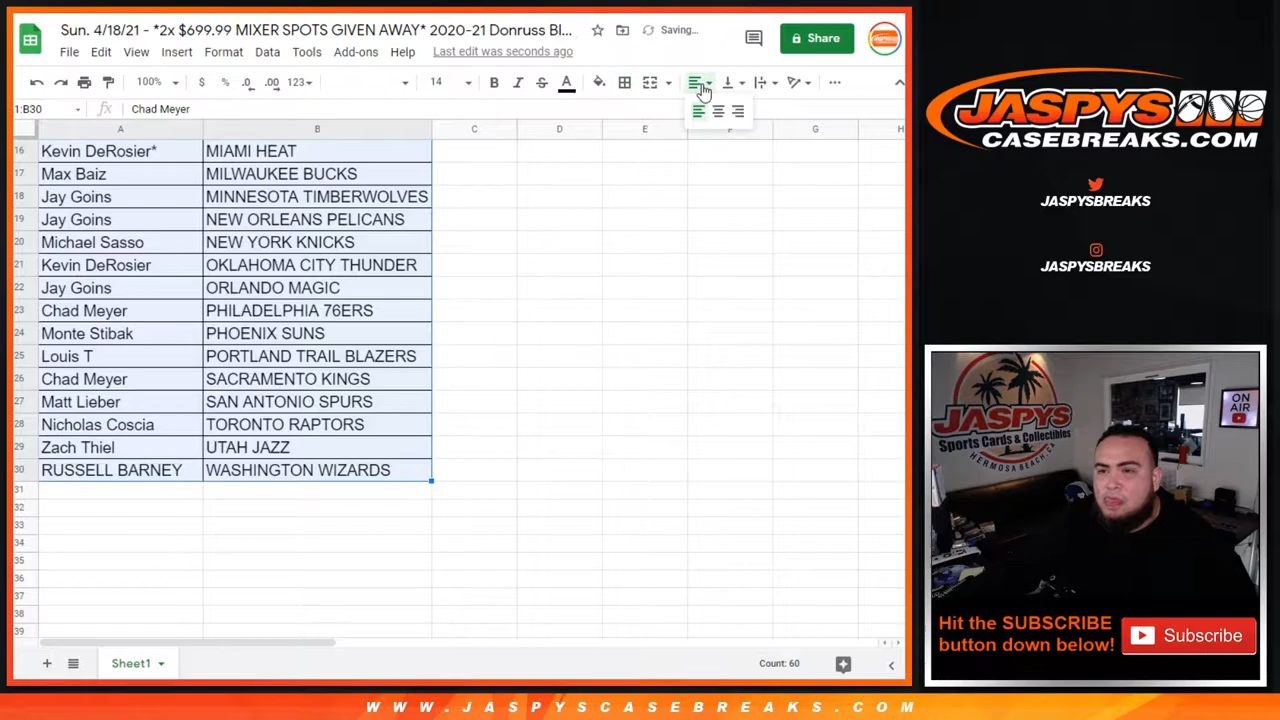 Sun. 4/18/21 - *2x $699.99 MIXER SPOTS GIVEN AWAY* 2020-21 Donruss Bl...
Saving...
Share
File Edit View Insert Format Data Tools Add-ons Help Last edit was seconds ago
100% $ % .0 .00 123 14 B I S A
1:B30 fx Chad Meyer
A B C D E F G H
16 Kevin DeRosier* MIAMI HEAT
17 Max Baiz MILWAUKEE BUCKS
18 Jay Goins MINNESOTA TIMBERWOLVES
19 Jay Goins NEW ORLEANS PELICANS
20 Michael Sasso NEW YORK KNICKS
21 Kevin DeRosier OKLAHOMA CITY THUNDER
22 Jay Goins ORLANDO MAGIC
23 Chad Meyer PHILADELPHIA 76ERS
24 Monte Stibak PHOENIX SUNS
25 Louis T PORTLAND TRAIL BLAZERS
26 Chad Meyer SACRAMENTO KINGS
27 Matt Lieber SAN ANTONIO SPURS
28 Nicholas Coscia TORONTO RAPTORS
29 Zach Thiel UTAH JAZZ
30 RUSSELL BARNEY WASHINGTON WIZARDS
31
32
33
34
35
36
37
38
39
Sheet1
Count: 60
JASPYS
CASEBREAKS.COM
JASPYSBREAKS
JASPYSBREAKS
JASPYS
Sports Cards & Collectibles
HERMOSA BEACH, CA
ON
AIR
Hit the SUBSCRIBE
button down below!
Subscribe
WWW.JASPYSCASEBREAKS.COM